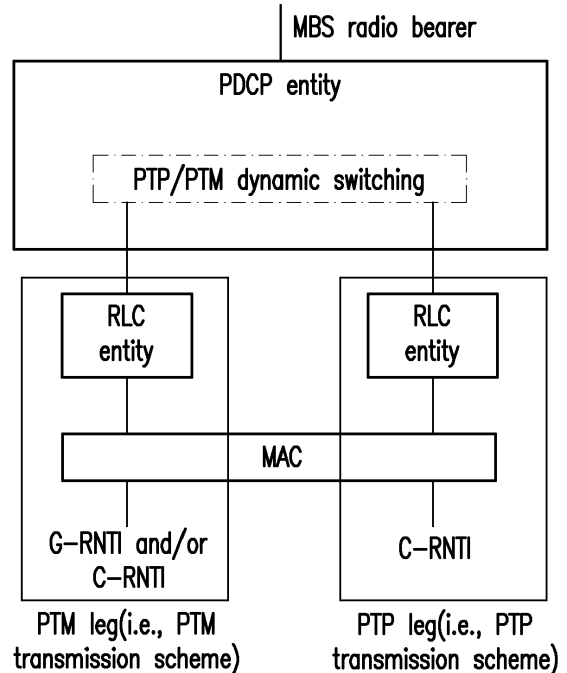 MBS radio bearer
PDCP entity
PTP/PTM dynamic switching
RLC
entity
RLC
entity
MAC
G-RNTI and/or
C-RNTI
C-RNTI
PTM leg(i.e., PTM
transmission scheme)
PTP leg(i.e., PTP
transmission scheme)